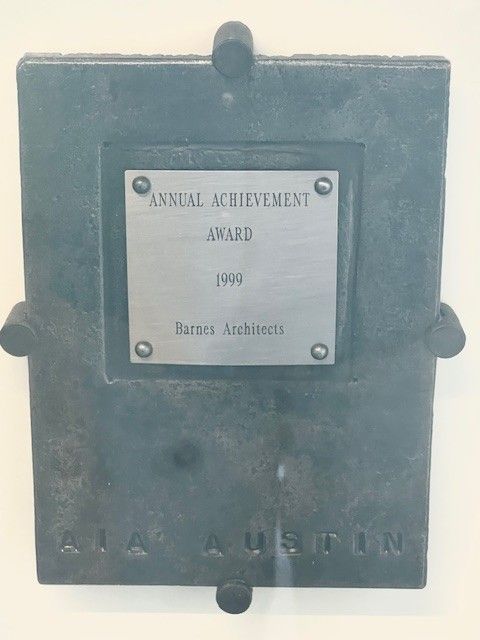 ANNUAL ACHIEVEMENT
AWARD
1999
Barnes Architects
AIA AUSTIN